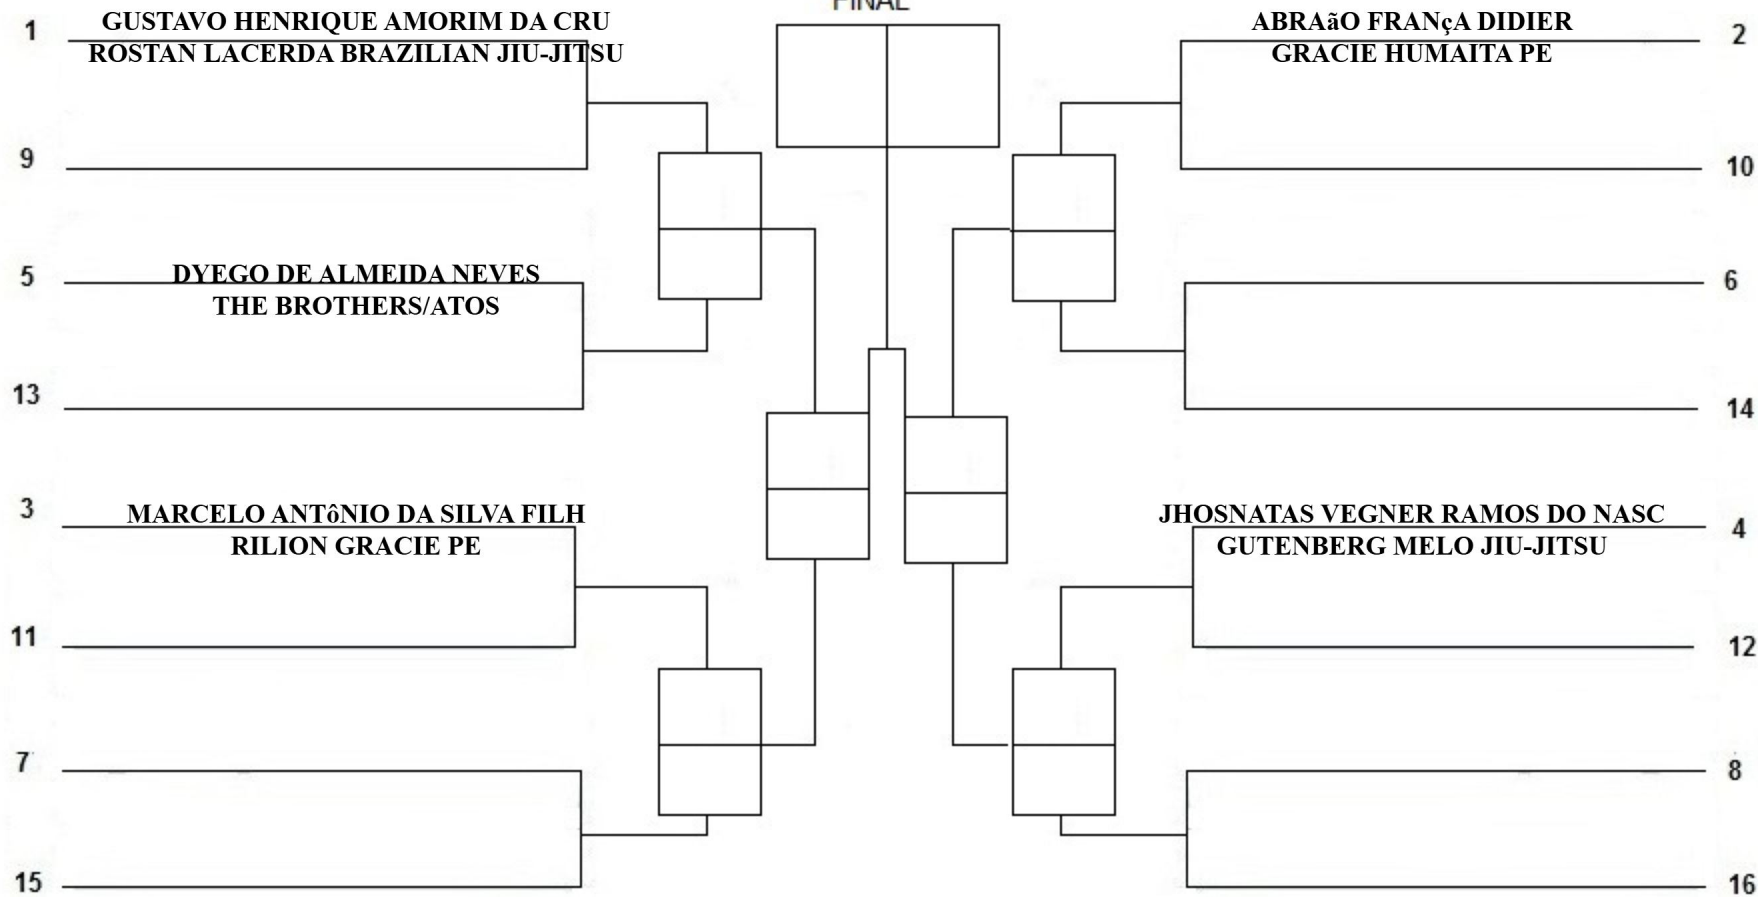 FINAL
1
GUSTAVO HENRIQUE AMORIM DA CRU
ROSTAN LACERDA BRAZILIAN JIU-JITSU
9
5
DYEGO DE ALMEIDA NEVES
THE BROTHERS/ATOS
13
3
MARCELO ANTôNIO DA SILVA FILH
RILION GRACIE PE
11
7
15
ABRAãO FRANçA DIDIER
2
GRACIE HUMAITA PE
10
6
14
JHOSNATAS VEGNER RAMOS DO NASC
4
GUTENBERG MELO JIU-JITSU
12
8
16